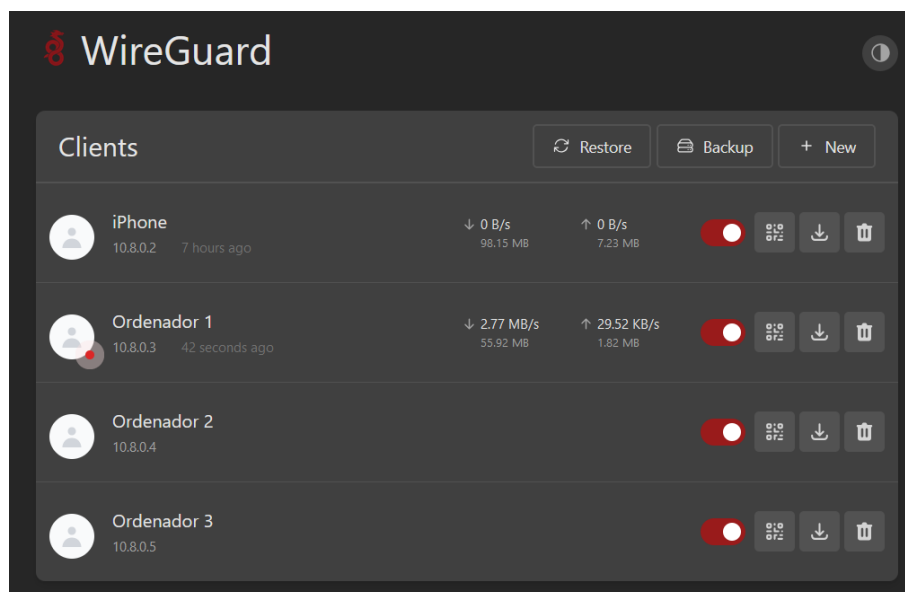 WireGuard
Clients
Restore
Backup
+ New
iPhone
10.8.0.2 7 hours ago
↓ 0 B/s
98.15 MB
↑ 0 B/s
7.23 MB
Ordenador 1
10.8.0.3 42 seconds ago
↓ 2.77 MB/s
55.92 MB
↑ 29.52 KB/s
1.82 MB
Ordenador 2
10.8.0.4
Ordenador 3
10.8.0.5